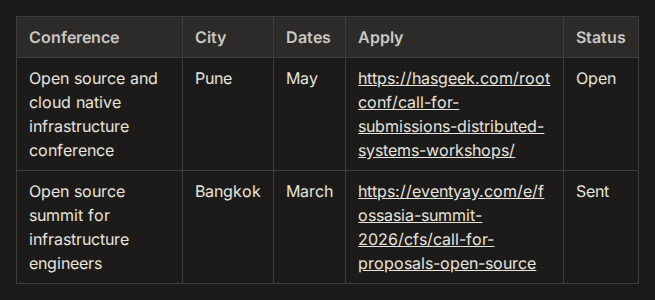 Conference City Dates Apply Status
Open source and Pune May https://hasgeek.com/root Open
cloud native conf/call-for-
infrastructure submissions-distributed-
conference systems-workshops/
Open source Bangkok March https://eventyay.com/e/f Sent
summit for ossasia-summit-
infrastructure 2026/cfs/call-for-
engineers proposals-open-source